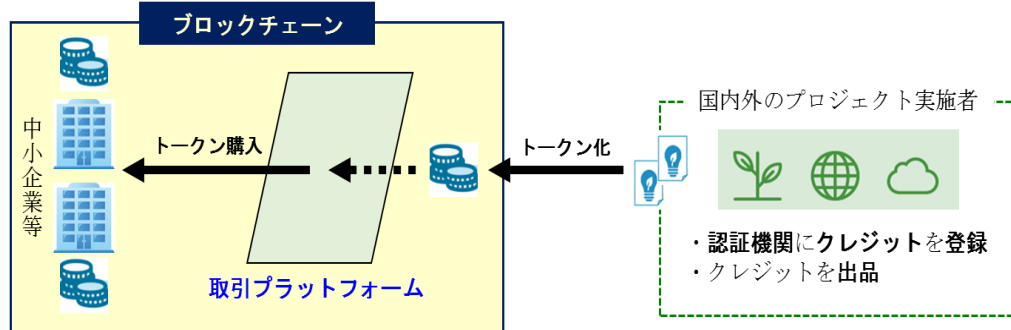 ブロックチェーン
中小企業等
トークン購入
取引プラットフォーム
トークン化
国内外のプロジェクト実施者
・認証機関にクレジットを登録
・クレジットを出品